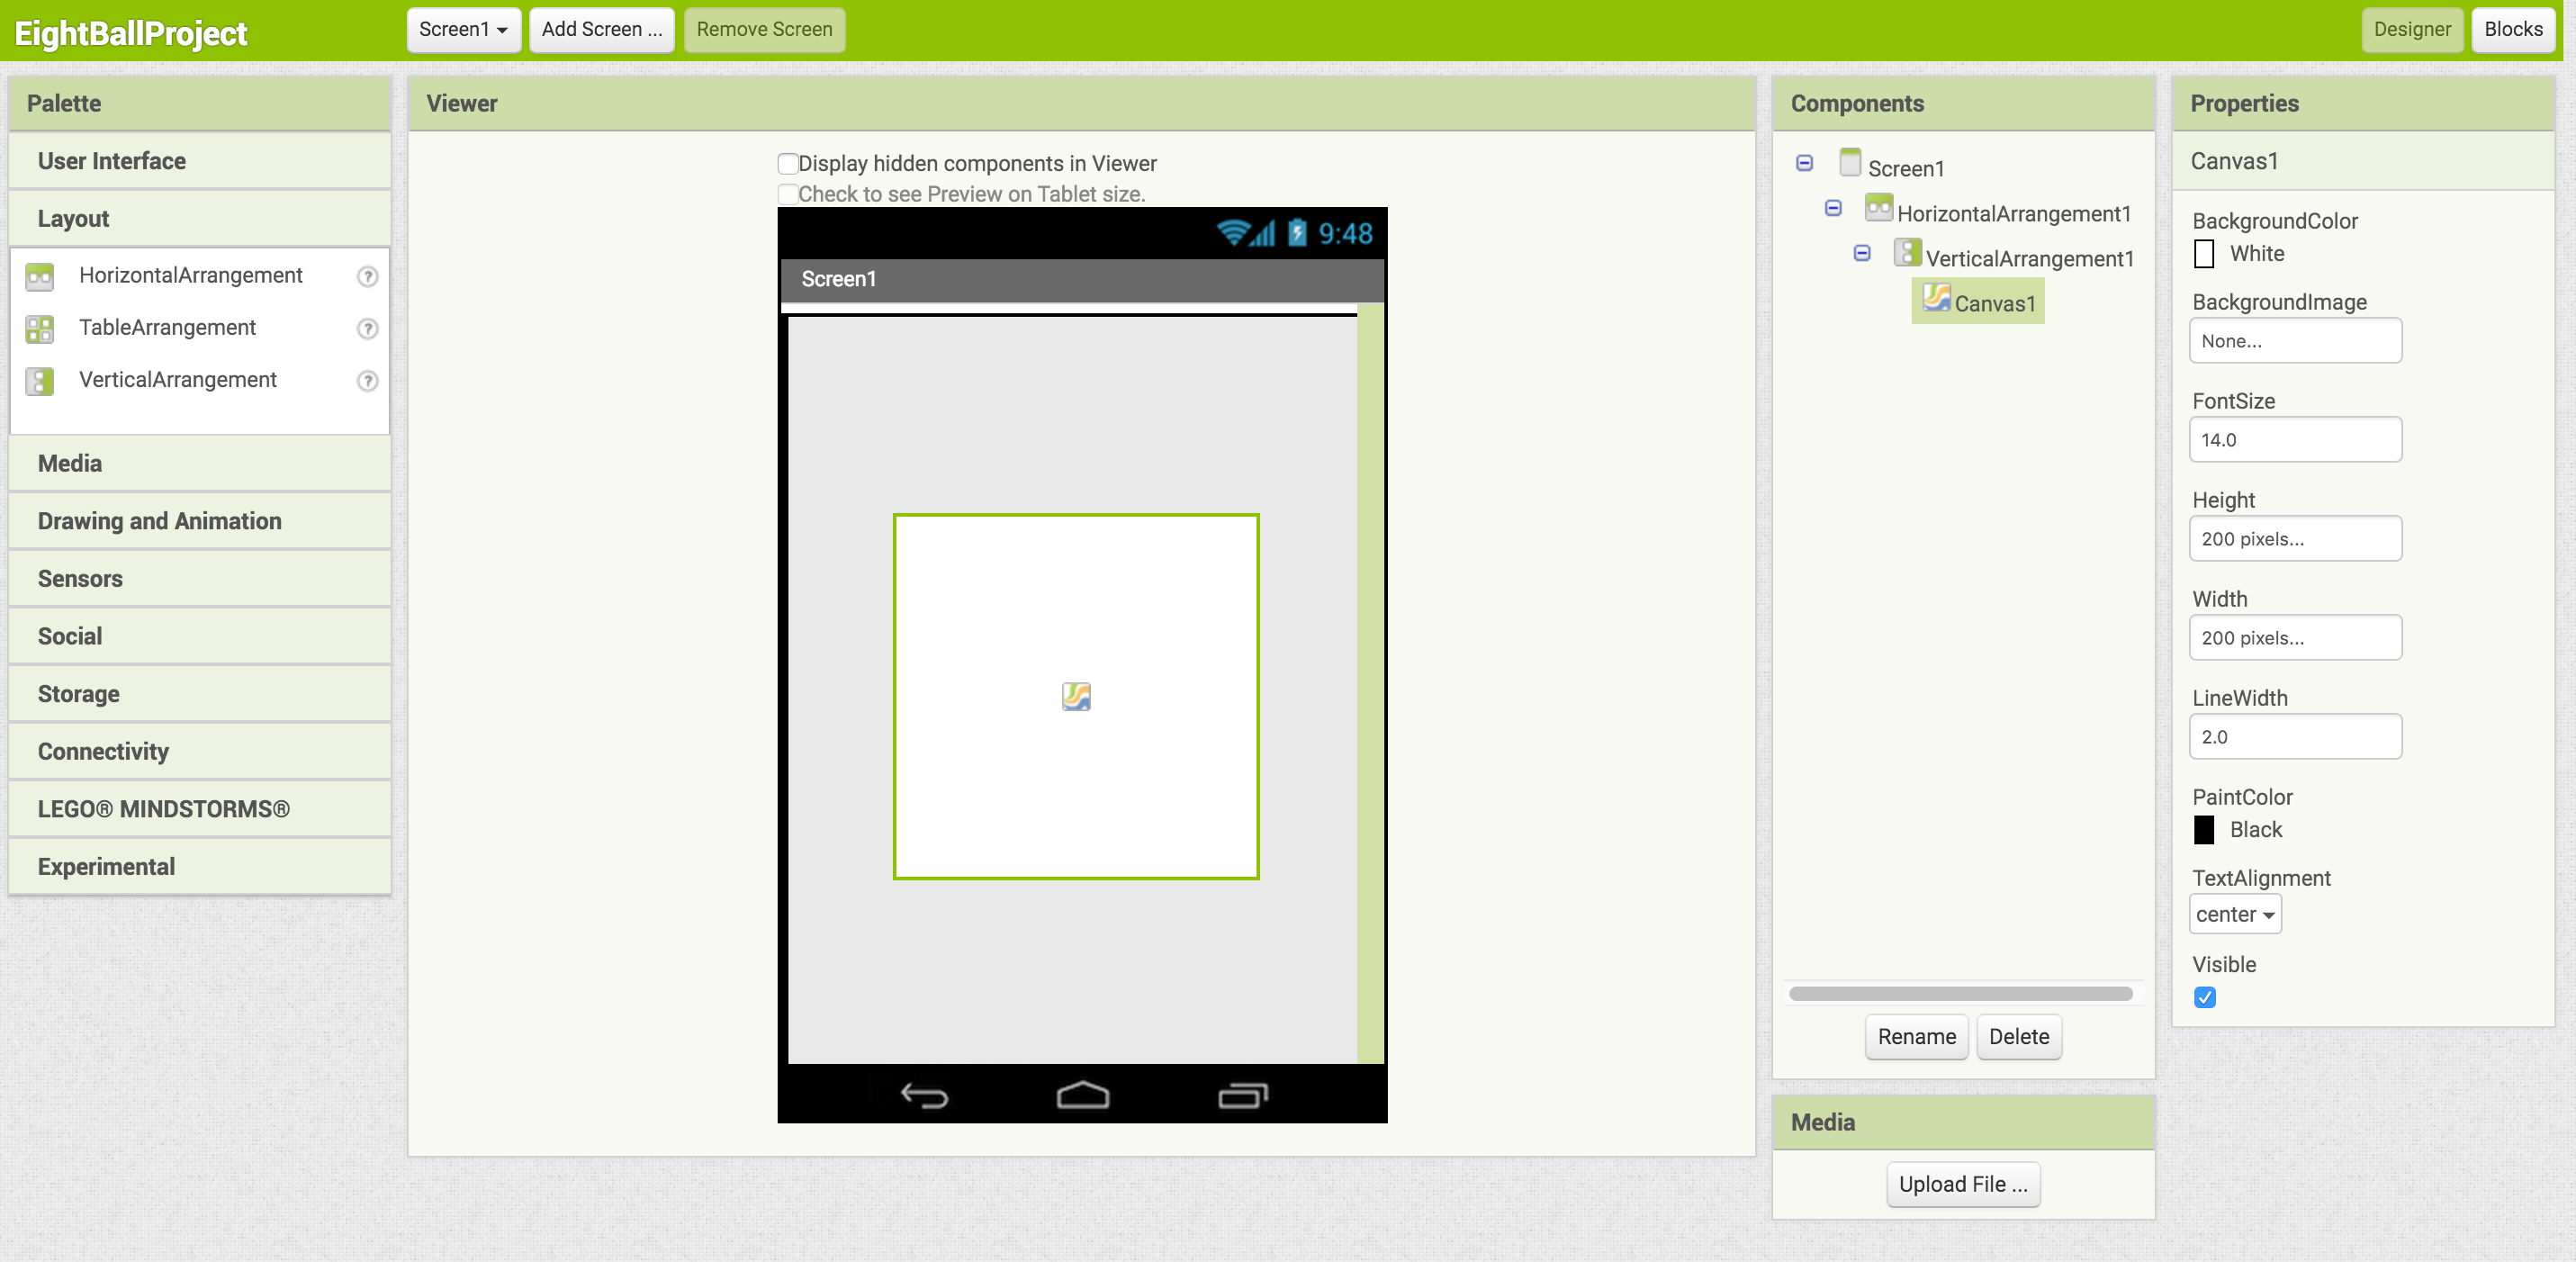 EightBallProject
Screen1
Add Screen ...
Remove Screen
Designer
Blocks
Palette
User Interface
Layout
HorizontalArrangement
?
TableArrangement
?
VerticalArrangement
?
Media
Drawing and Animation
Sensors
Social
Storage
Connectivity
LEGO® MINDSTORMS®
Experimental
Viewer
Display hidden components in Viewer
Check to see Preview on Tablet size.
9:48
Screen1
Components
Screen1
HorizontalArrangement1
VerticalArrangement1
Canvas1
Rename
Delete
Media
Upload File ...
Properties
Canvas1
BackgroundColor
White
BackgroundImage
None...
FontSize
14.0
Height
200 pixels...
Width
200 pixels...
LineWidth
2.0
PaintColor
Black
TextAlignment
center
Visible